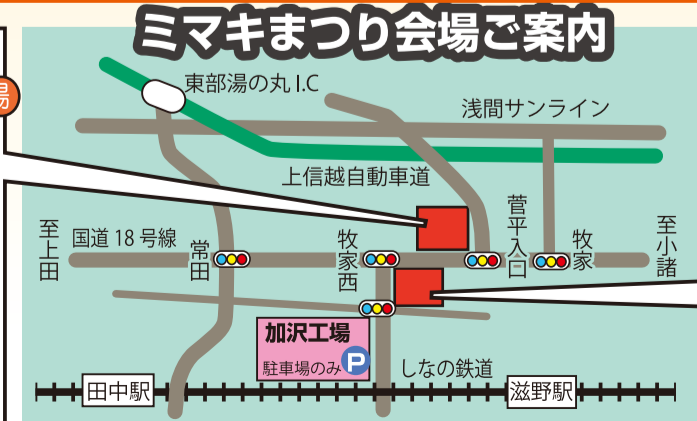 ミマキまつり会場ご案内
場
東部湯の丸 I.C
浅間サンライン
上信越自動車道
至上田
国道 18 号線
常田
牧家西
菅平入口
牧家
至小諸
加沢工場
駐車場のみ P
しなの鉄道
田中駅
滋野駅